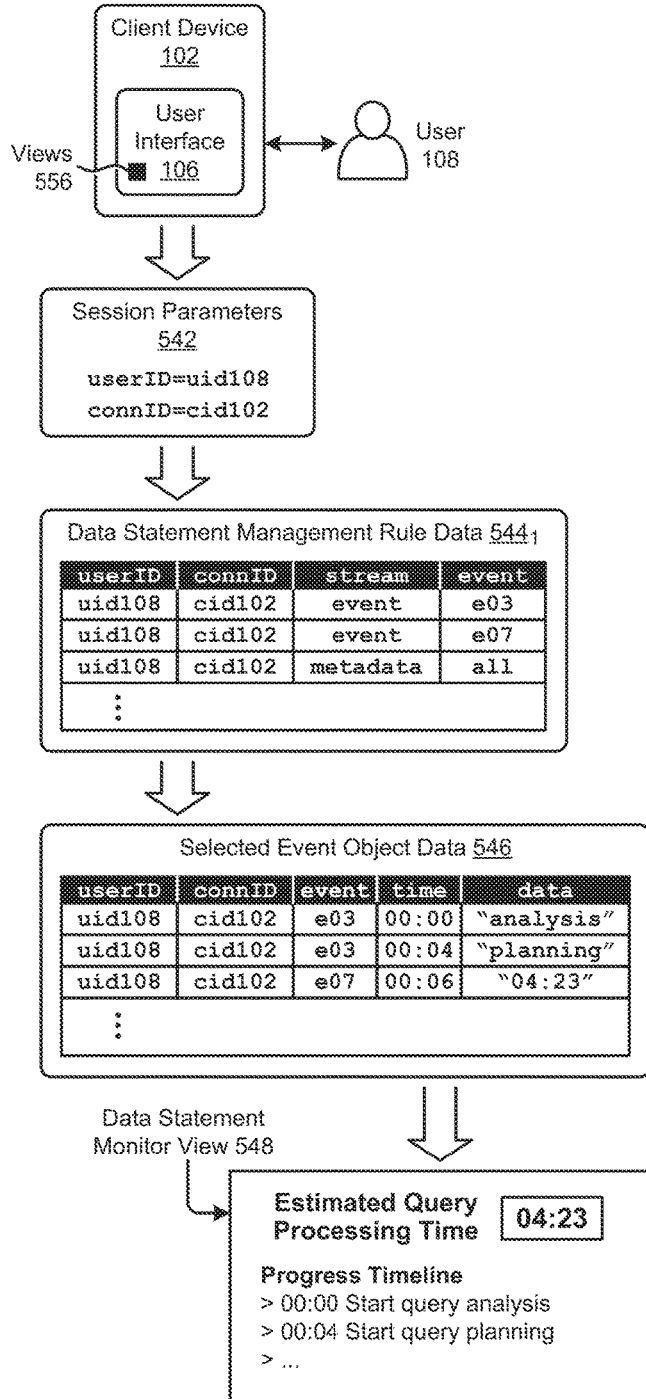 Client Device
102
User
Interface
106
Views
556
User
108
Session Parameters
542
userID=uid108
connID=cid102
Data Statement Management Rule Data 544₁
userID connID stream event
uid108 cid102 event e03
uid108 cid102 event e07
uid108 cid102 metadata all
⋮
Selected Event Object Data 546
userID connID event time data
uid108 cid102 e03 00:00 “analysis”
uid108 cid102 e03 00:04 “planning”
uid108 cid102 e07 00:06 “04:23”
⋮
Data Statement
Monitor View 548
Estimated Query
Processing Time
04:23
Progress Timeline
> 00:00 Start query analysis
> 00:04 Start query planning
> ...